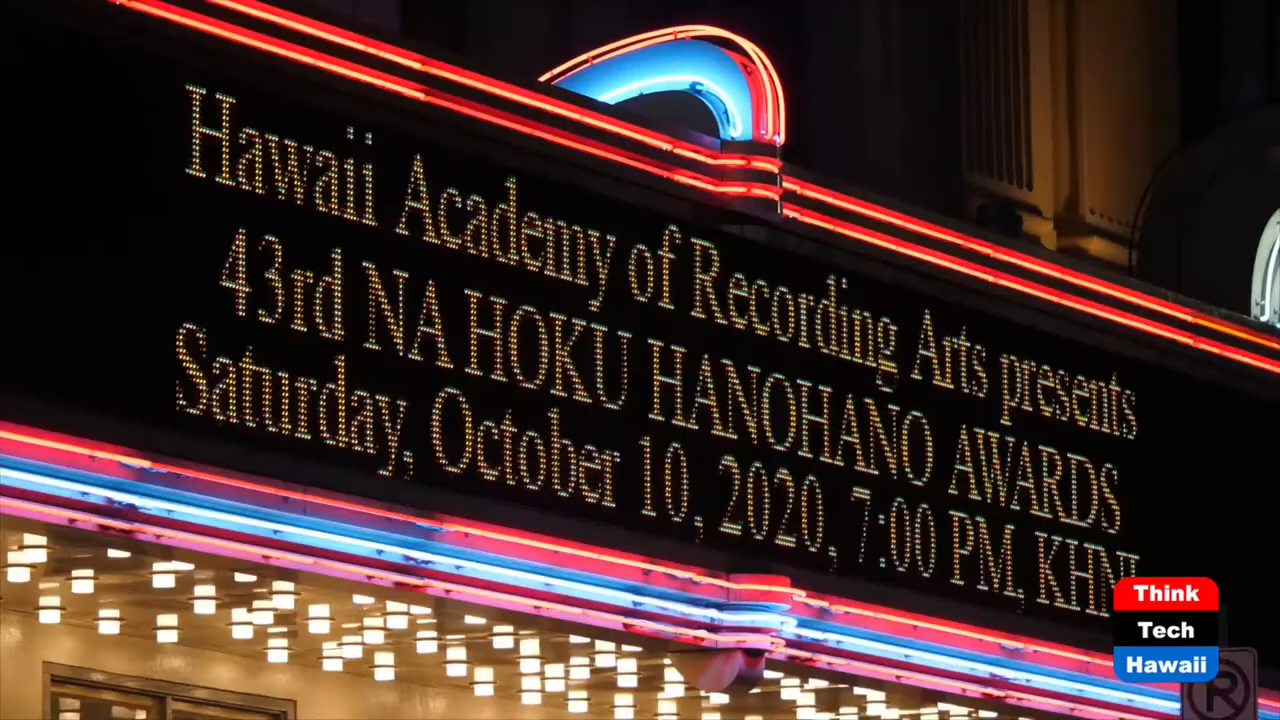 Hawaii Academy of Recording Arts presents
43rd NA HOKU HANOHANO AWARDS
Saturday, October 10, 2020, 7:00 PM,
Think
Tech
Hawaii
R